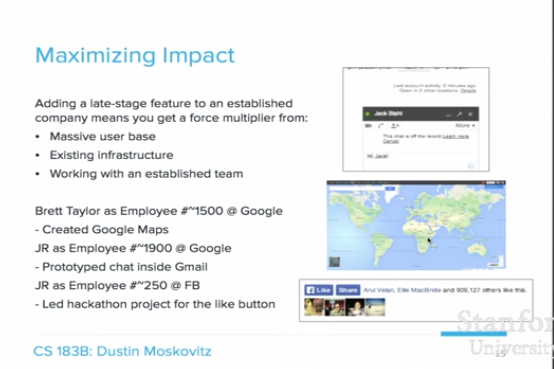 Maximizing Impact
Adding a late-stage feature to an established
company means you get a force multiplier from:
• Massive user base
• Existing infrastructure
• Working with an established team
Brett Taylor as Employee #~1500 @ Google
- Created Google Maps
JR as Employee #~1900 @ Google
- Prototyped chat inside Gmail
JR as Employee #~250 @ FB
- Led hackathon project for the like button
Last account activity: 0 minutes ago
Open in 2 other locations Details
Jack Stahl
More
This chat is off the record Learn more
Cancel
Hi Jack!
Like Share Arul Velan, Ellie MacBride and 909,127 others like this.
CS 183B: Dustin Moskovitz
15
Stanfor
Universit